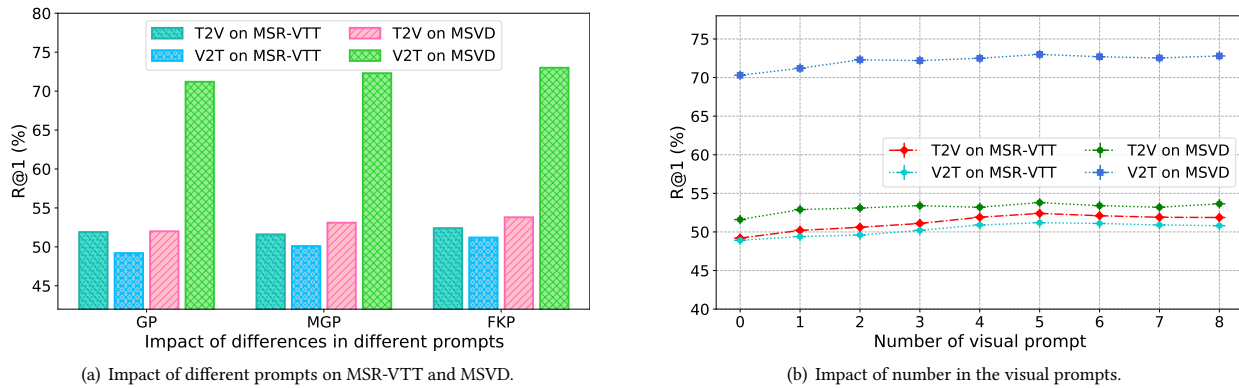 80
75
70
65
60
55
50
45
R@1 (%)
T2V on MSR-VTT
V2T on MSR-VTT
T2V on MSVD
V2T on MSVD
GP
MGP
FKP
Impact of differences in different prompts
(a) Impact of different prompts on MSR-VTT and MSVD.
75
70
65
60
55
50
45
40
R@1 (%)
T2V on MSR-VTT
V2T on MSR-VTT
T2V on MSVD
V2T on MSVD
0 1 2 3 4 5 6 7 8
Number of visual prompt
(b) Impact of number in the visual prompts.